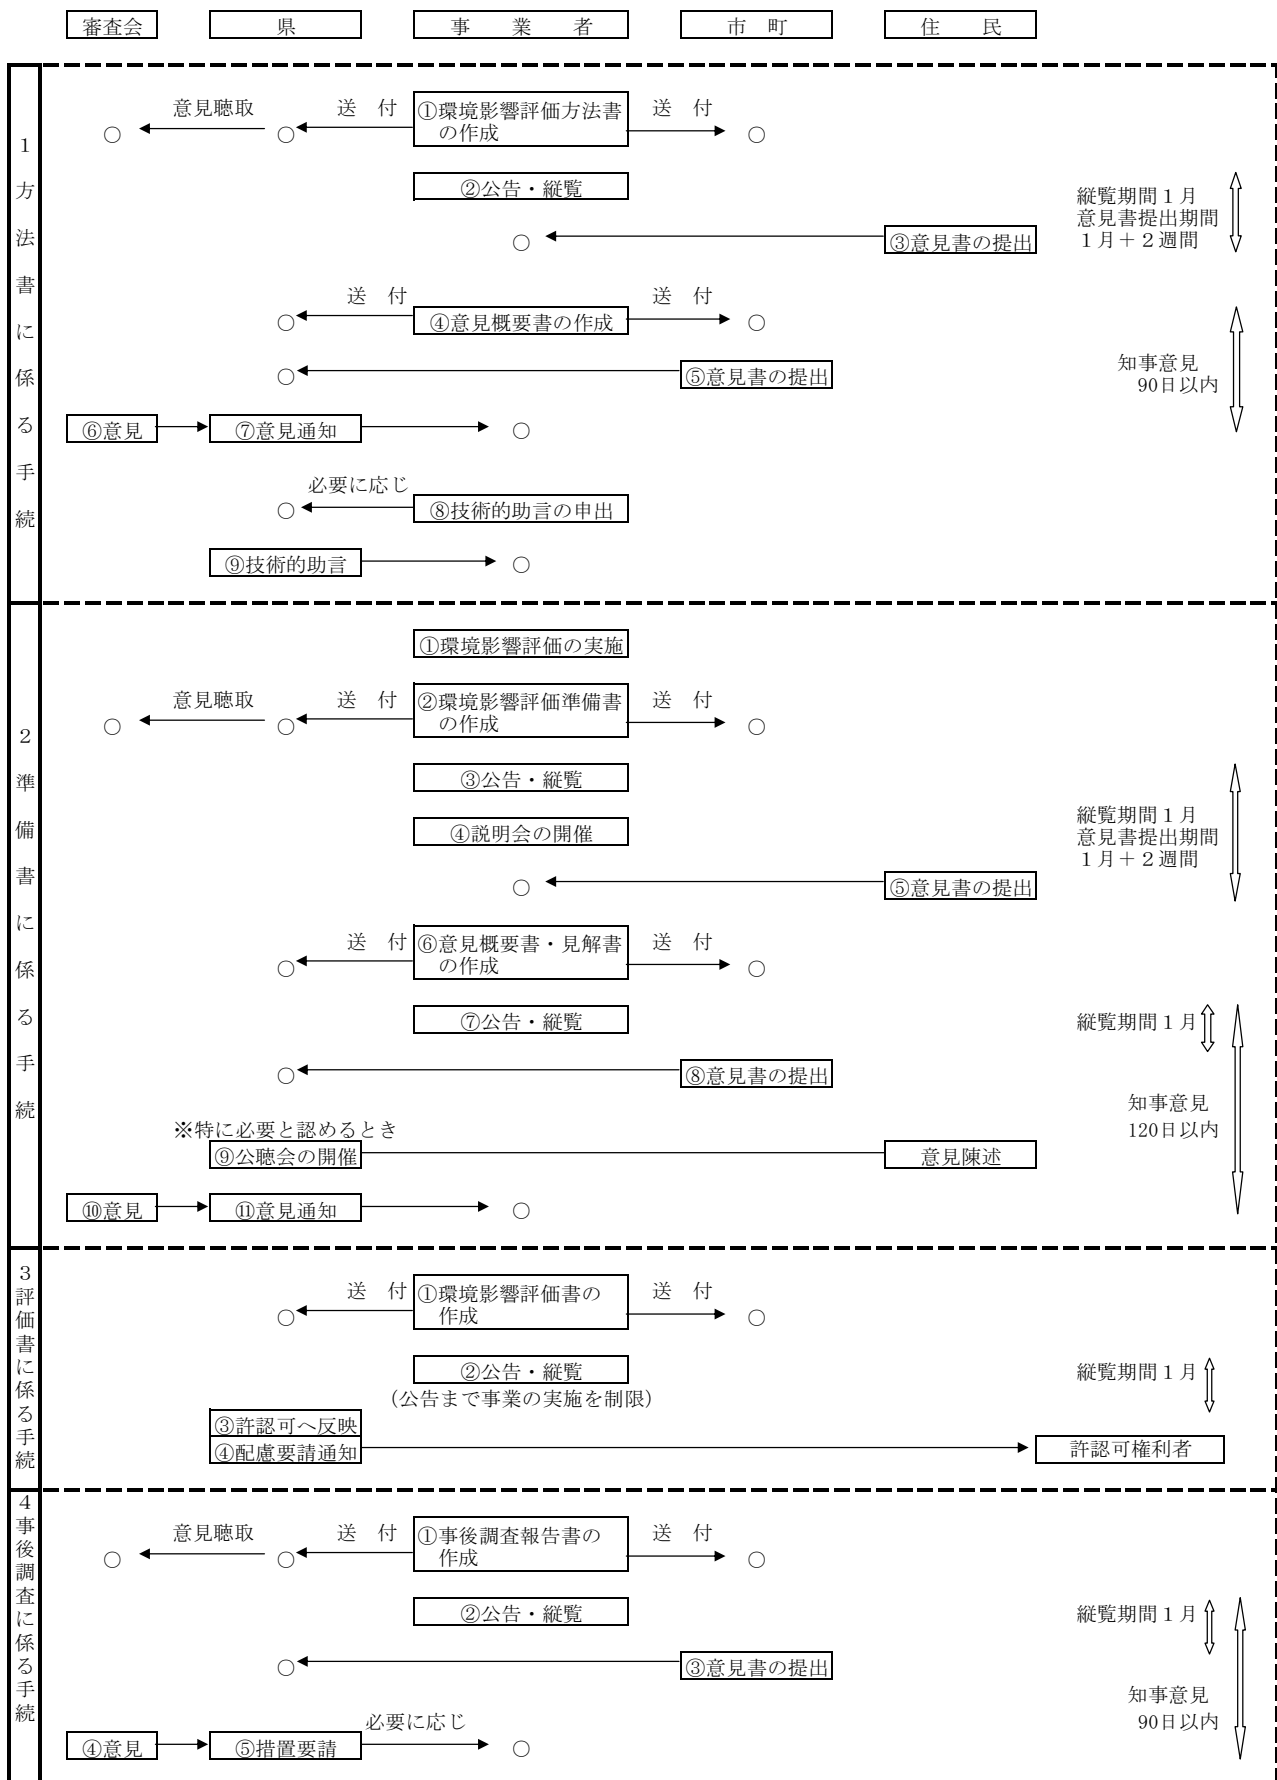 審査会　県　事　業　者　市　町　住　民
1方法書に係る手続
意見聴取　送　付　①環境影響評価方法書　送　付
の作成
○　○　○
②公告・縦覧
縦覧期間１月
意見書提出期間
１月＋２週間
○　③意見書の提出
送　付　④意見概要書の作成　送　付
○　○
○　⑤意見書の提出
知事意見
90日以内
⑥意見　⑦意見通知　○
必要に応じ
○　⑧技術的助言の申出
⑨技術的助言　○
2準備書に係る手続
①環境影響評価の実施
意見聴取　送　付　②環境影響評価準備書　送　付
の作成
○　○　○
③公告・縦覧
④説明会の開催
縦覧期間１月
意見書提出期間
１月＋２週間
○　⑤意見書の提出
送　付　⑥意見概要書・見解書　送　付
の作成
○　○
⑦公告・縦覧　縦覧期間１月
○　⑧意見書の提出
知事意見
120日以内
※特に必要と認めるとき
⑨公聴会の開催　意見陳述
⑩意見　⑪意見通知　○
3評価書に係る手続
送　付　①環境影響評価書の　送　付
作成
○　○
②公告・縦覧　縦覧期間１月
(公告まで事業の実施を制限)
③許認可へ反映
④配慮要請通知　許認可権利者
4事後調査に係る手続
意見聴取　送　付　①事後調査報告書の　送　付
作成
○　○　○
②公告・縦覧　縦覧期間１月
○　③意見書の提出
知事意見
90日以内
必要に応じ
④意見　⑤措置要請　○